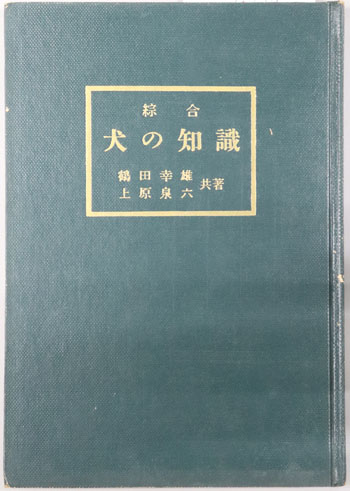 綜合
犬の知識
鶴田幸雄
上原泉六
共著